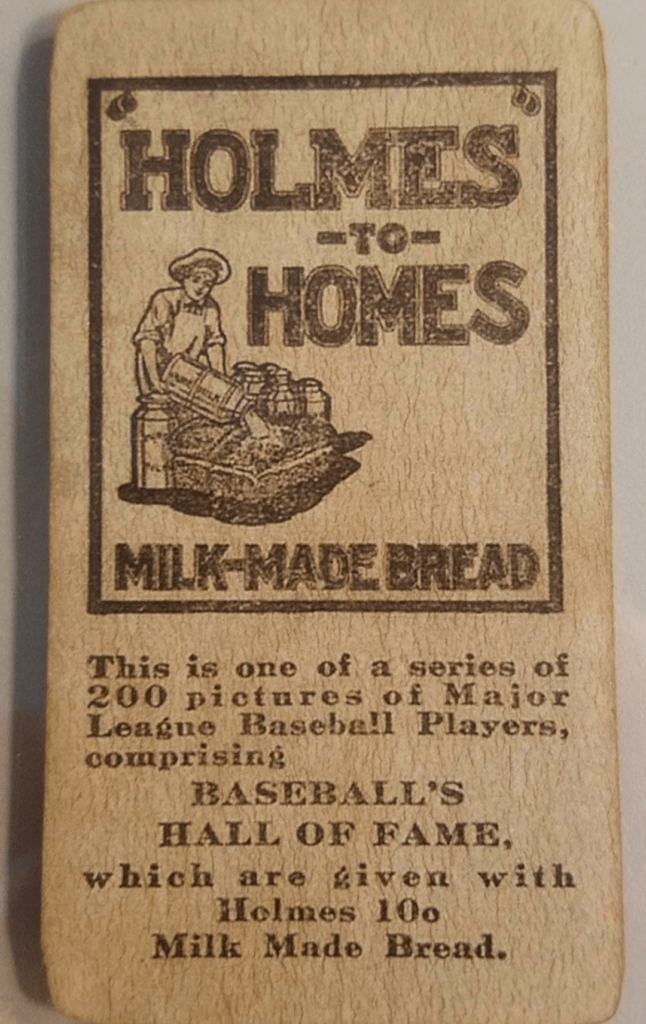 "HOLMES"
-TO-
HOMES
MILK-MADE BREAD
This is one of a series of
200 pictures of Major
League Baseball Players,
comprising
BASEBALL'S
HALL OF FAME,
which are given with
Holmes 10c
Milk Made Bread.